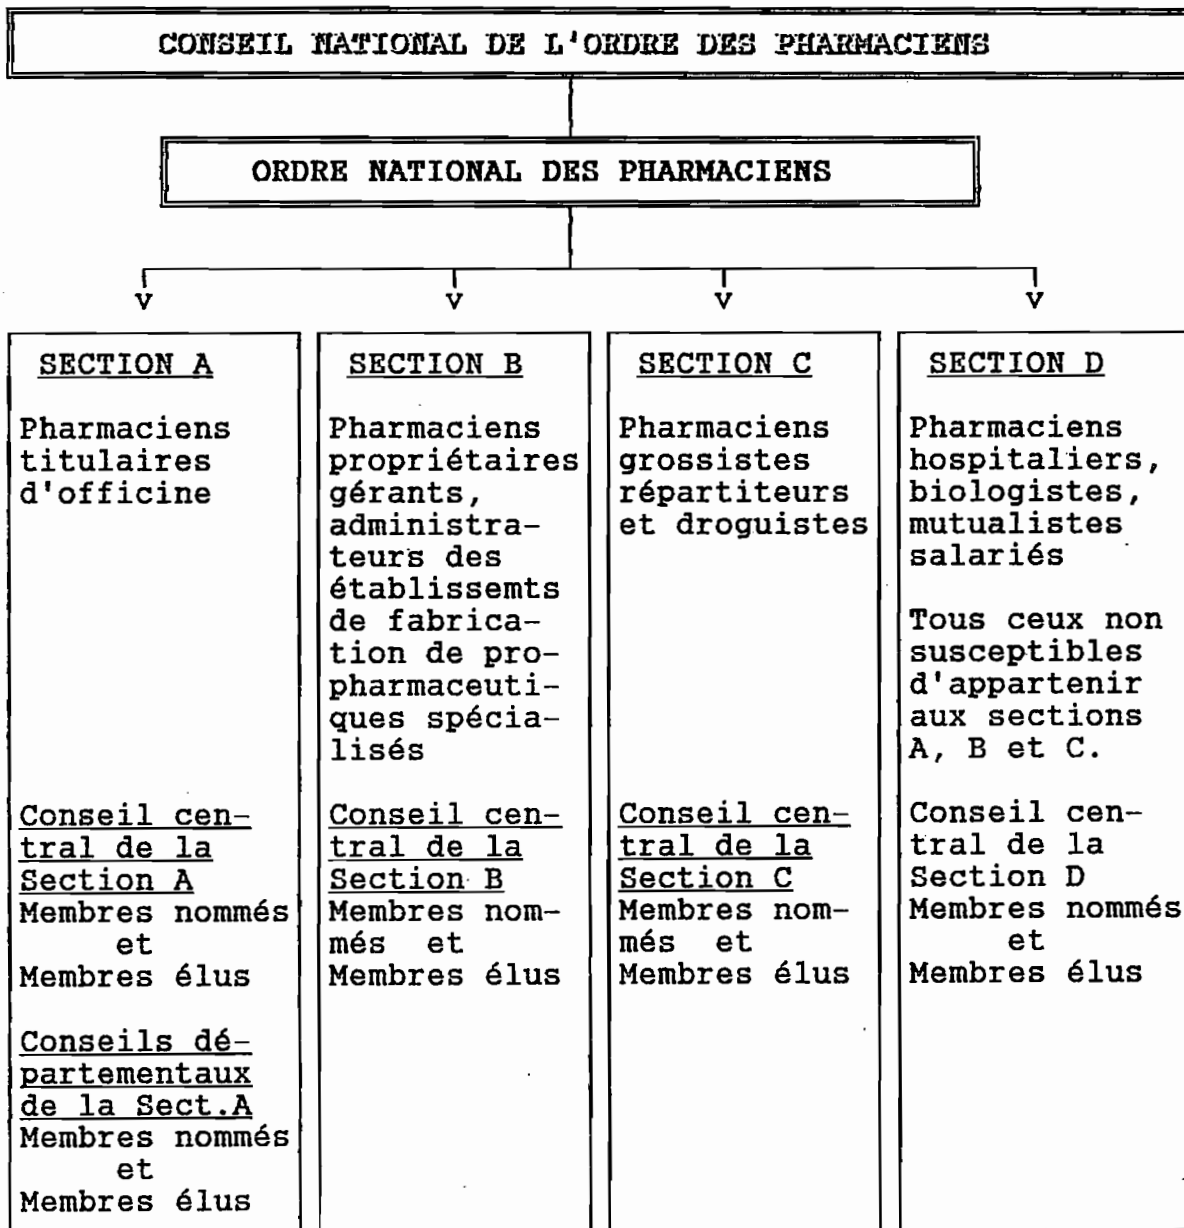 CONSEIL NATIONAL DE L'ORDRE DES PHARMACIENS
ORDRE NATIONAL DES PHARMACIENS
v v v v
SECTION A
Pharmaciens
titulaires
d'officine
Conseil cen-
tral de la
Section A
Membres nommés
et
Membres élus
Conseils dé-
partementaux
de la Sect.A
Membres nommés
et
Membres élus
SECTION B
Pharmaciens
propriétaires
gérants,
administra-
teurs des
établissemts
de fabrica-
tion de pro-
pharmaceuti-
ques spécia-
lisés
Conseil cen-
tral de la
Section B
Membres nom-
més et
Membres élus
SECTION C
Pharmaciens
grossistes
répartiteurs
et droguistes
Conseil cen-
tral de la
Section C
Membres nom-
més et
Membres élus
SECTION D
Pharmaciens
hospitaliers,
biologistes,
mutualistes
salariés
Tous ceux non
susceptibles
d'appartenir
aux sections
A, B et C.
Conseil cen-
tral de la
Section D
Membres nommés
et
Membres élus